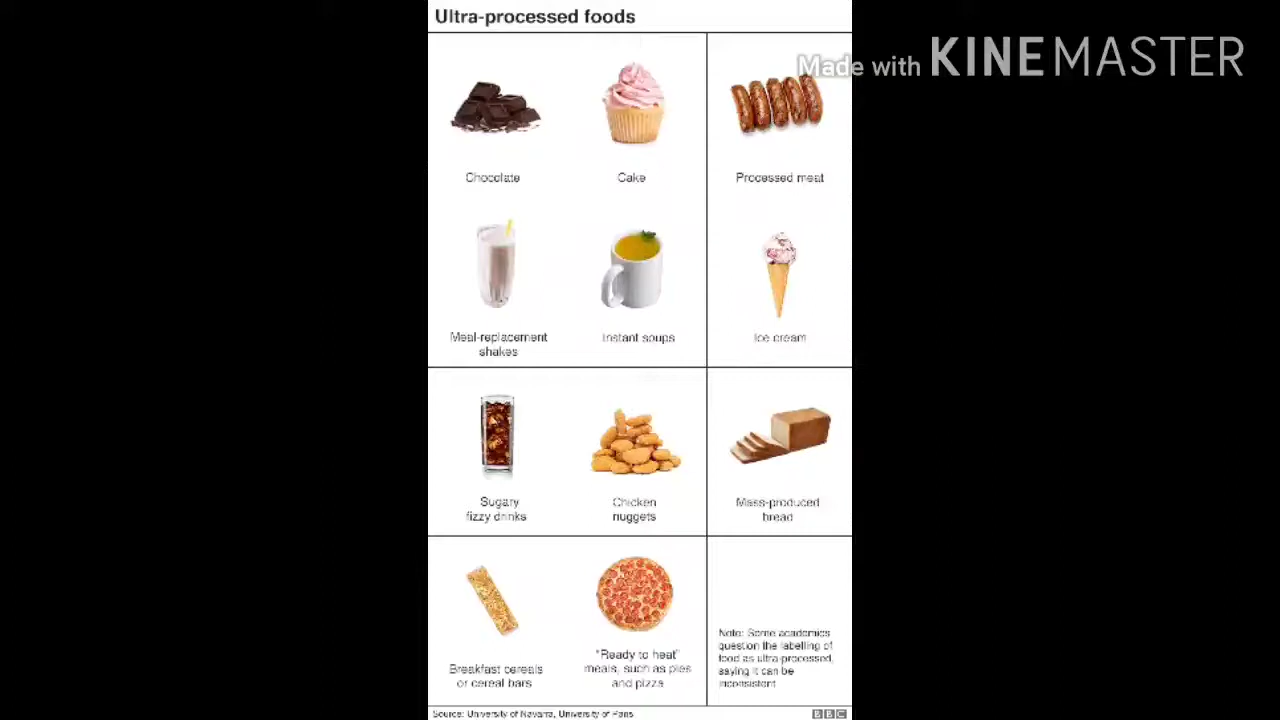 Ultra-processed foods
Made with KINEMASTER
Chocolate
Cake
Processed meat
Meal-replacement
shakes
Instant soups
Ice cream
Sugary
fizzy drinks
Chicken
nuggets
Mass-produced
bread
Breakfast cereals
or cereal bars
"Ready to heat"
meals, such as pies
and pizza
Note: Some academics
question the labelling of
food as ultra-processed,
saying it can be
inconsistent
Source: University of Navarra, University of Paris
BBC